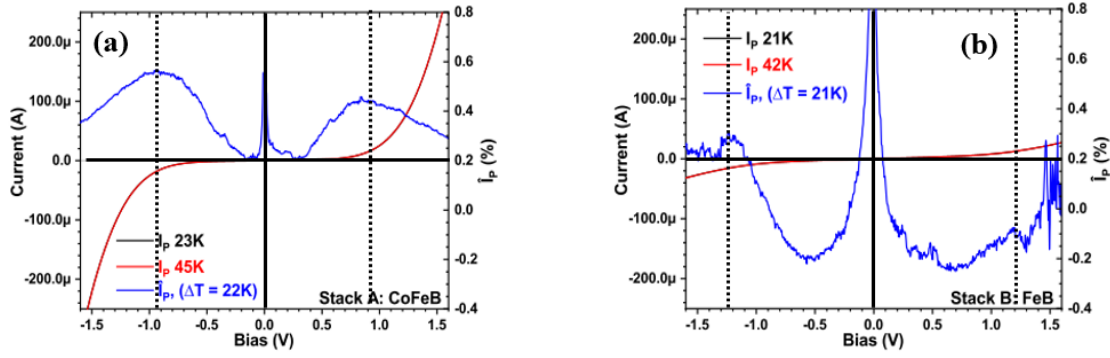 (a)
200.0µ
100.0µ
0.0
-100.0µ
-200.0µ
Current (A)
0.8
0.6
0.4
0.2
0.0
-0.2
-0.4
Î_P (%)
I_P 23K
I_P 45K
Î_P, (ΔT = 22K)
Stack A: CoFeB
-1.5 -1.0 -0.5 0.0 0.5 1.0 1.5
Bias (V)
(b)
200.0µ
100.0µ
0.0
-100.0µ
-200.0µ
Current (A)
0.8
0.6
0.4
0.2
0.0
-0.2
-0.4
Î_P (%)
I_P 21K
I_P 42K
Î_P, (ΔT = 21K)
Stack B: FeB
-1.5 -1.0 -0.5 0.0 0.5 1.0 1.5
Bias (V)